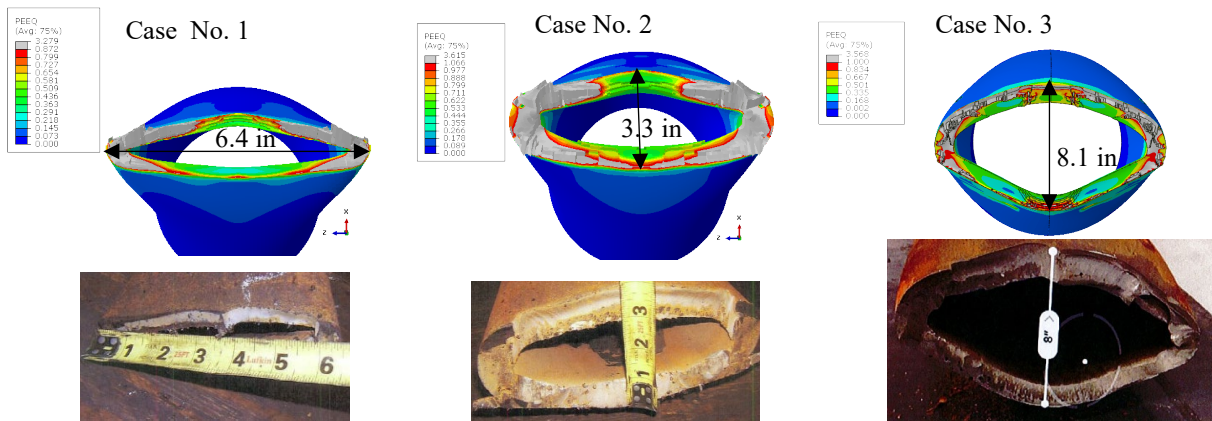 Case No. 1
PEEQ
(Avg: 75%)
3.279
0.872
0.799
0.727
0.654
0.581
0.509
0.436
0.363
0.291
0.218
0.145
0.073
0.000
6.4 in
x
z
1 2 3 4 Lufkin 5 6
Case No. 2
PEEQ
(Avg: 75%)
3.615
1.066
0.977
0.888
0.799
0.711
0.622
0.533
0.444
0.355
0.266
0.178
0.089
0.000
3.3 in
x
z
3
2
1
Case No. 3
PEEQ
(Avg: 75%)
3.568
1.000
0.834
0.667
0.501
0.335
0.168
0.002
0.000
8.1 in
8"